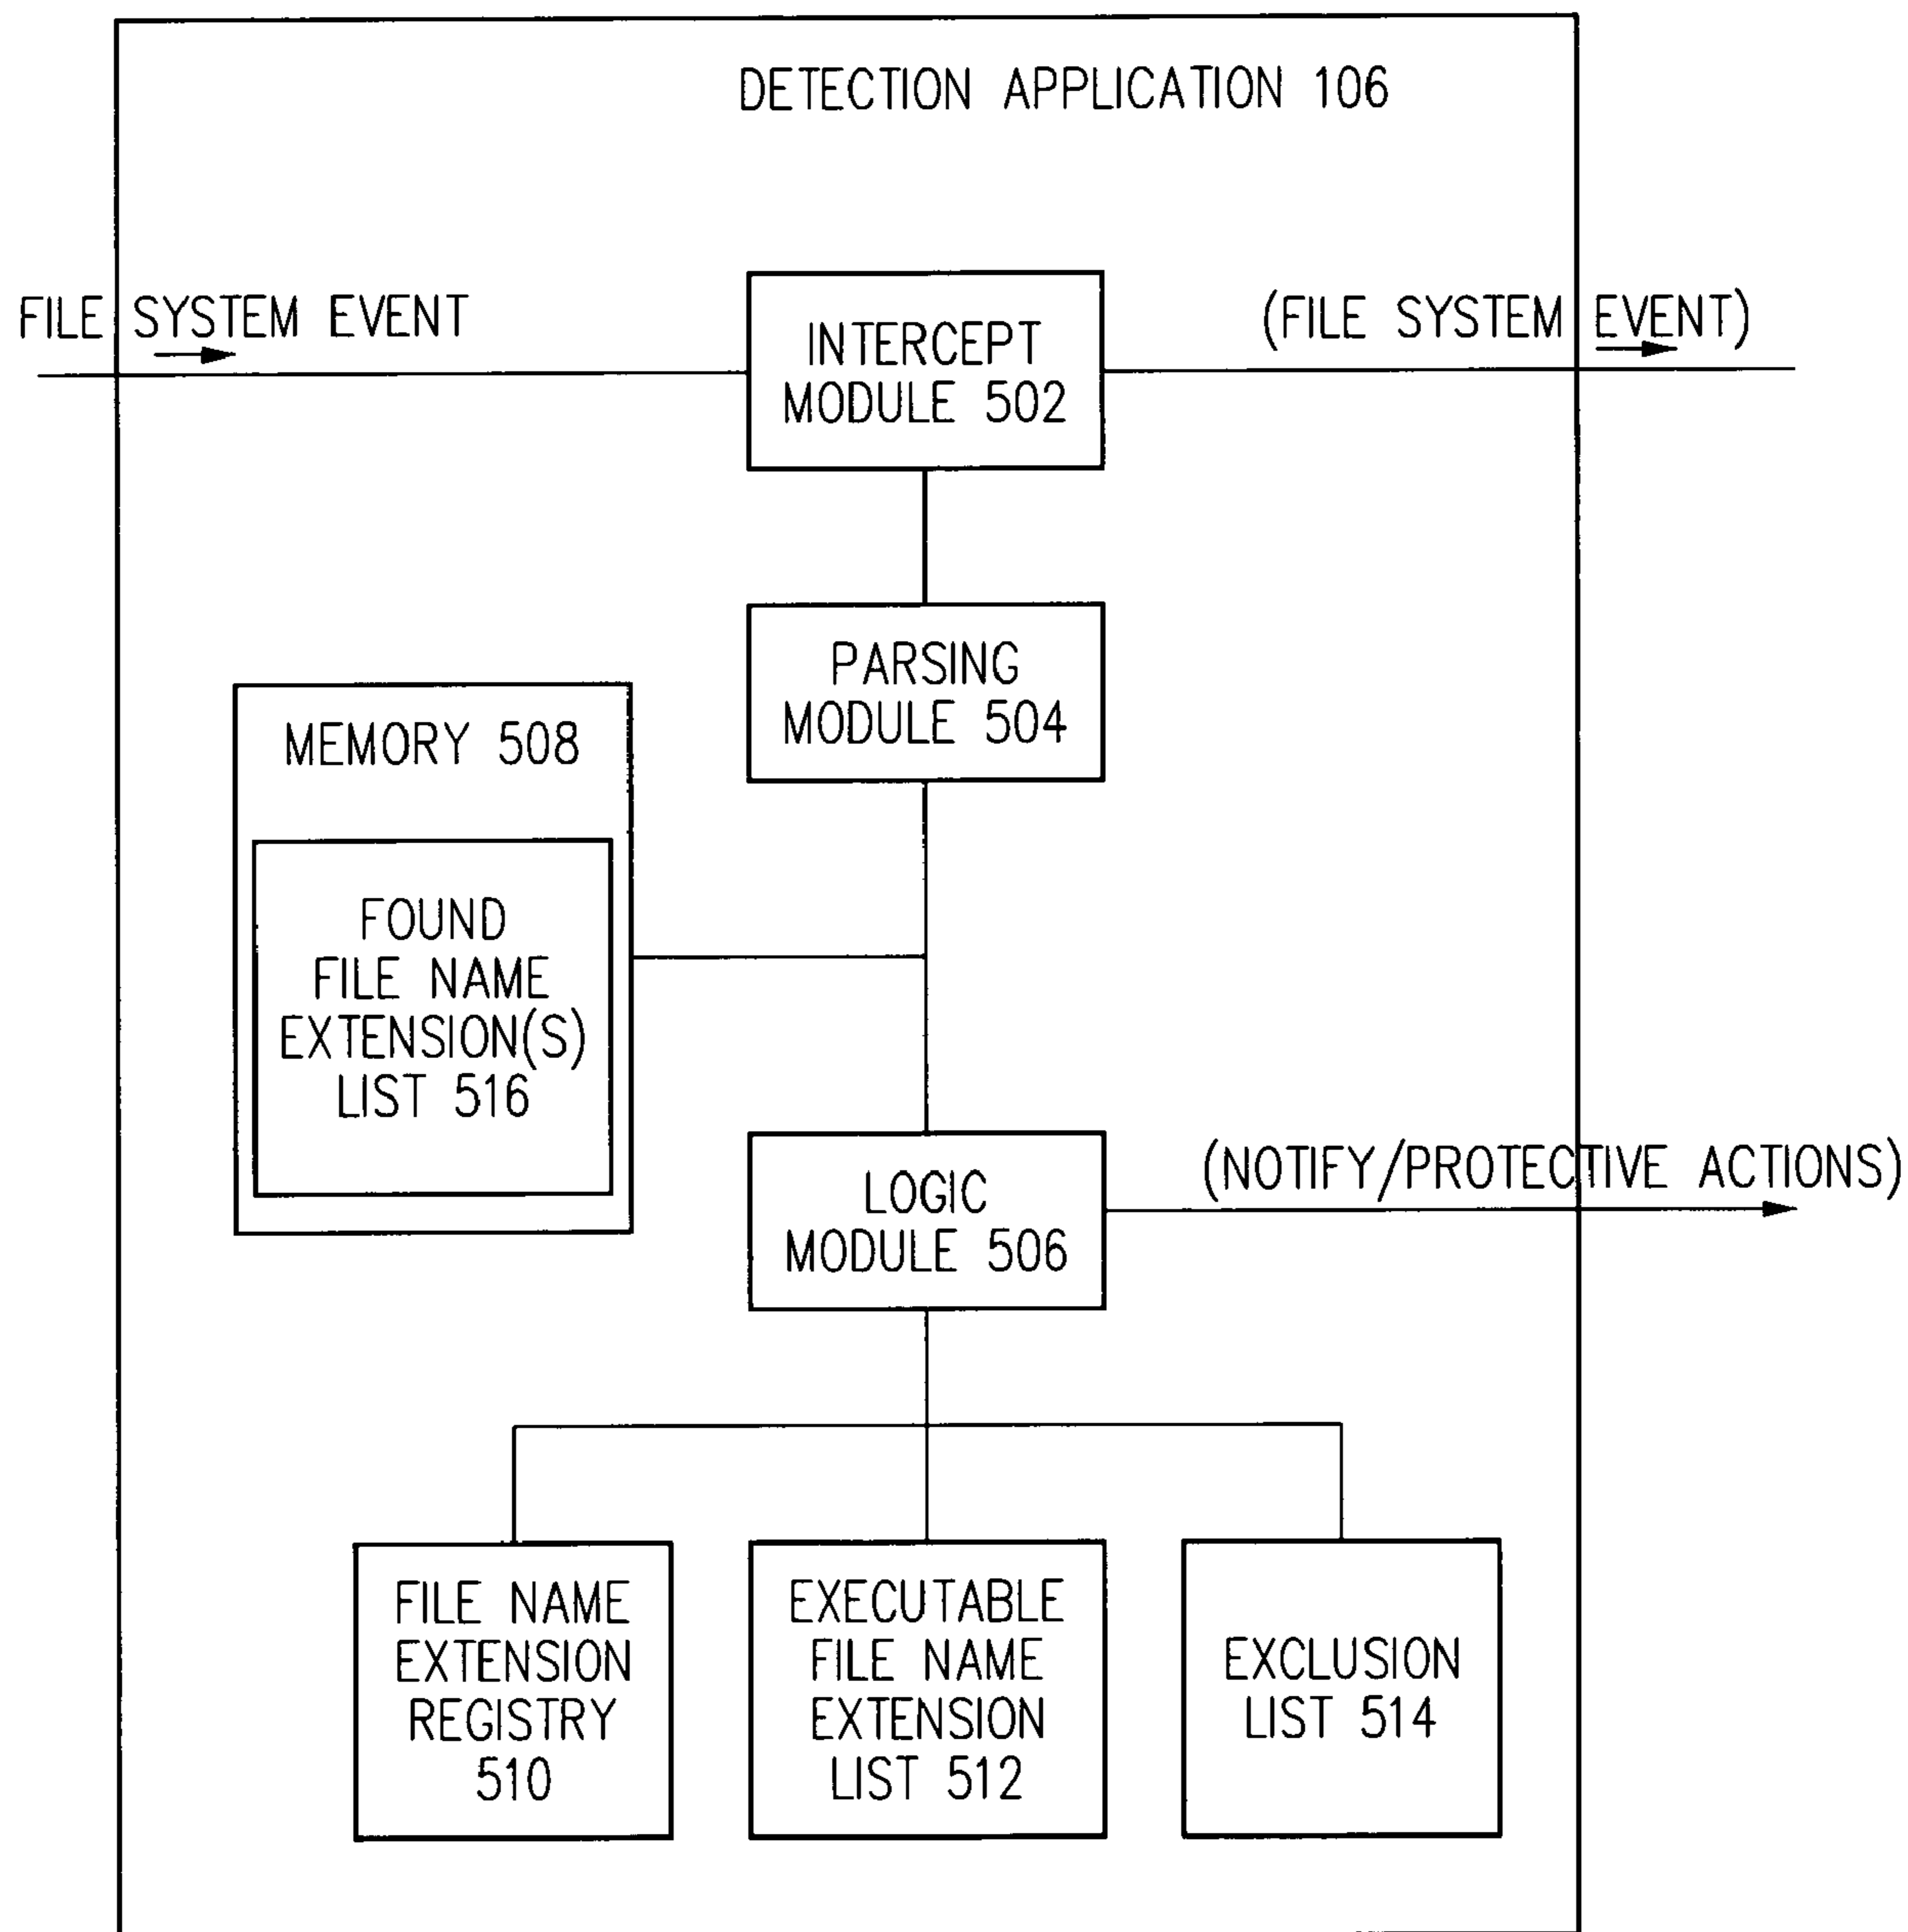 DETECTION APPLICATION 106
FILE SYSTEM EVENT
(FILE SYSTEM EVENT)
INTERCEPT
MODULE 502
PARSING
MODULE 504
MEMORY 508
FOUND
FILE NAME
EXTENSION(S)
LIST 516
LOGIC
MODULE 506
(NOTIFY/PROTECTIVE ACTIONS)
FILE NAME
EXTENSION
REGISTRY
510
EXECUTABLE
FILE NAME
EXTENSION
LIST 512
EXCLUSION
LIST 514